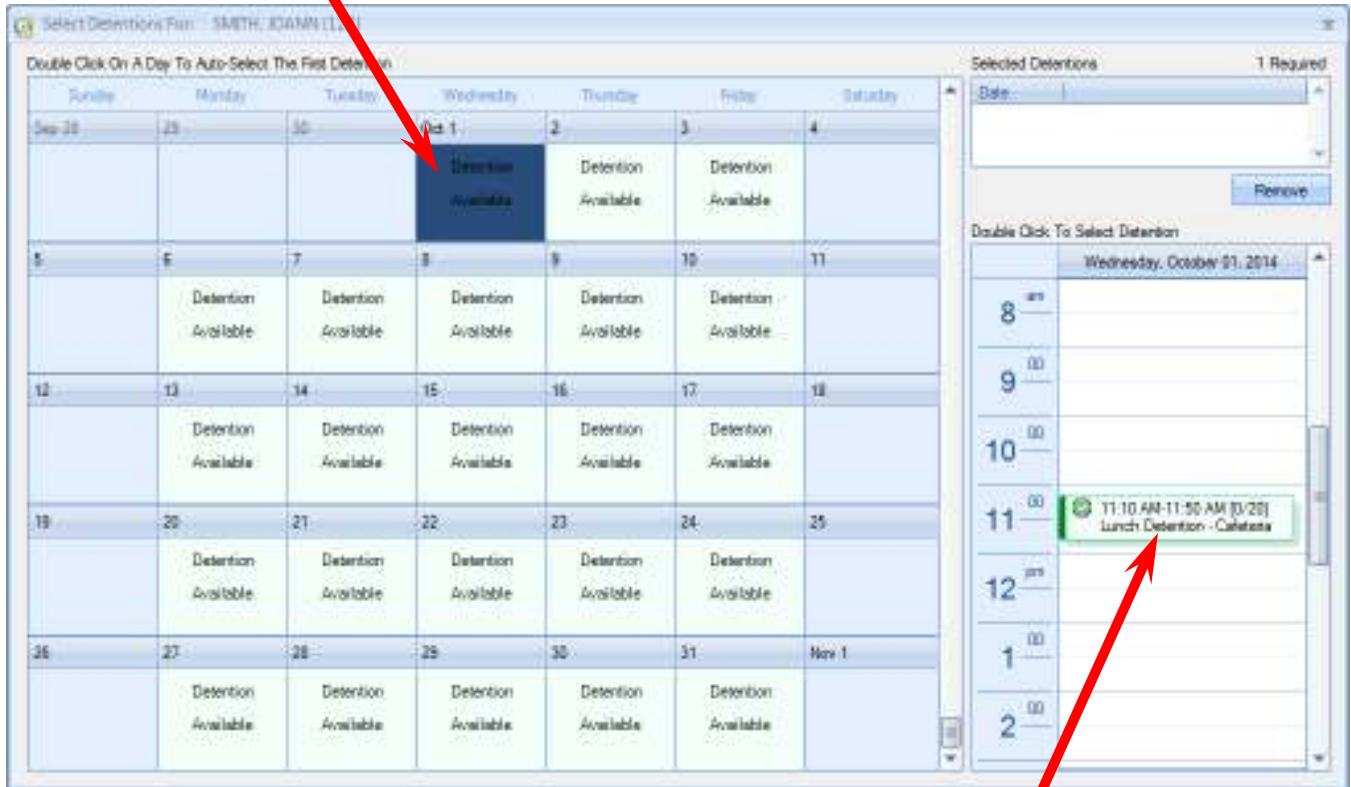 Select Detentions For: SMITH, JOANN
Double Click On A Day To Auto-Select The First Detention
Sunday Monday Tuesday Wednesday Thursday Friday Saturday
Sep 28 29 30 Oct 1 2 3 4
Detention Detention Detention
Available Available Available
5 6 7 8 9 10 11
Detention Detention Detention Detention Detention
Available Available Available Available Available
12 13 14 15 16 17 18
Detention Detention Detention Detention Detention
Available Available Available Available Available
19 20 21 22 23 24 25
Detention Detention Detention Detention Detention
Available Available Available Available Available
26 27 28 29 30 31 Nov 1
Detention Detention Detention Detention Detention
Available Available Available Available Available
Selected Detentions 1 Required
Date
Remove
Double Click To Select Detention
Wednesday, October 01, 2014
8 am
9 00
10 00
11 00
11:10 AM-11:50 AM [0/20]
Lunch Detention - Cafeteria
12 pm
1 00
2 00